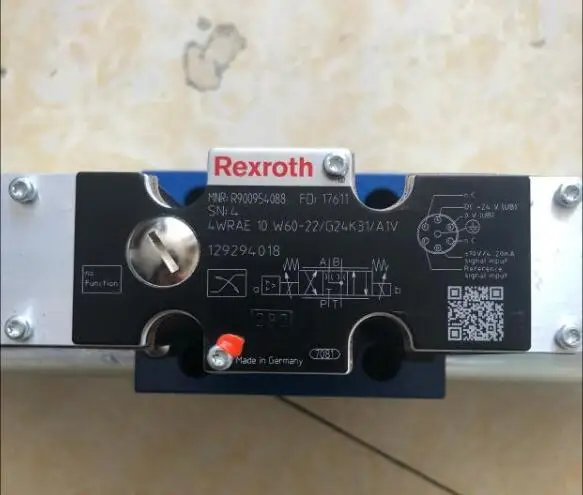 Rexroth
MNR: R900954088 FD: 17611
SN: 4
4WRAE 10 W60-22/G24K31/A1V
129294018
no
Function
A B
a
b
P T
Made in Germany
7081
n.C
DC +24 V (UB)
0 V (UB)
n C
±10V/4..20mA
signal input
Reference
signal input